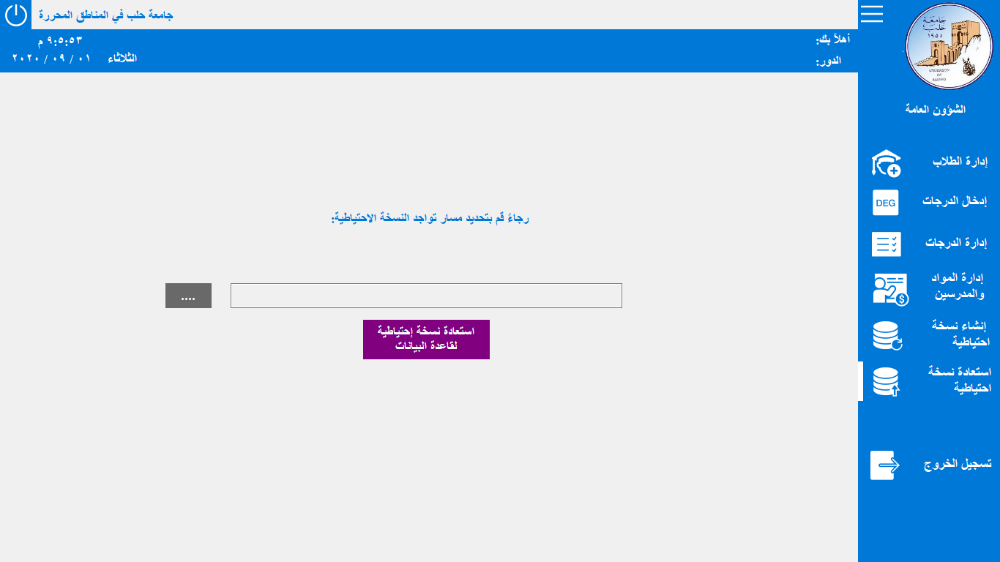 جامعة حلب في المناطق المحررة
أهلاً بك:
الدور:
٩:٥:٥٣ م
الثلاثاء ٠١ / ٠٩ / ٢٠٢٠
جامعة
حلب
١٩٥٨
UNIVERSITY
OF
ALEPPO
الشؤون العامة
إدارة الطلاب
إدخال الدرجات
DEG
إدارة الدرجات
إدارة المواد
والمدرسين
إنشاء نسخة
احتياطية
استعادة نسخة
احتياطية
تسجيل الخروج
رجاءً قم بتحديد مسار تواجد النسخة الاحتياطية:
....
استعادة نسخة إحتياطية
لقاعدة البيانات